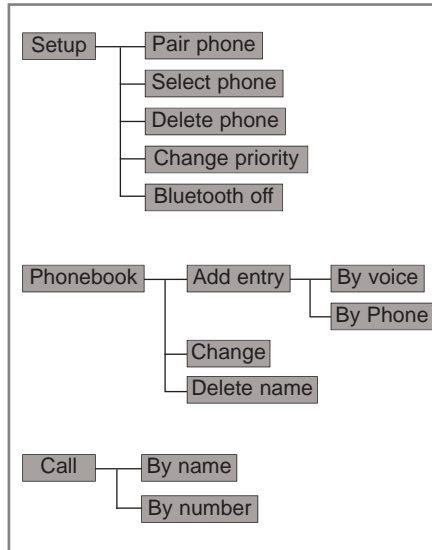 Setup
Pair phone
Select phone
Delete phone
Change priority
Bluetooth off
Phonebook
Add entry
By voice
By Phone
Change
Delete name
Call
By name
By number